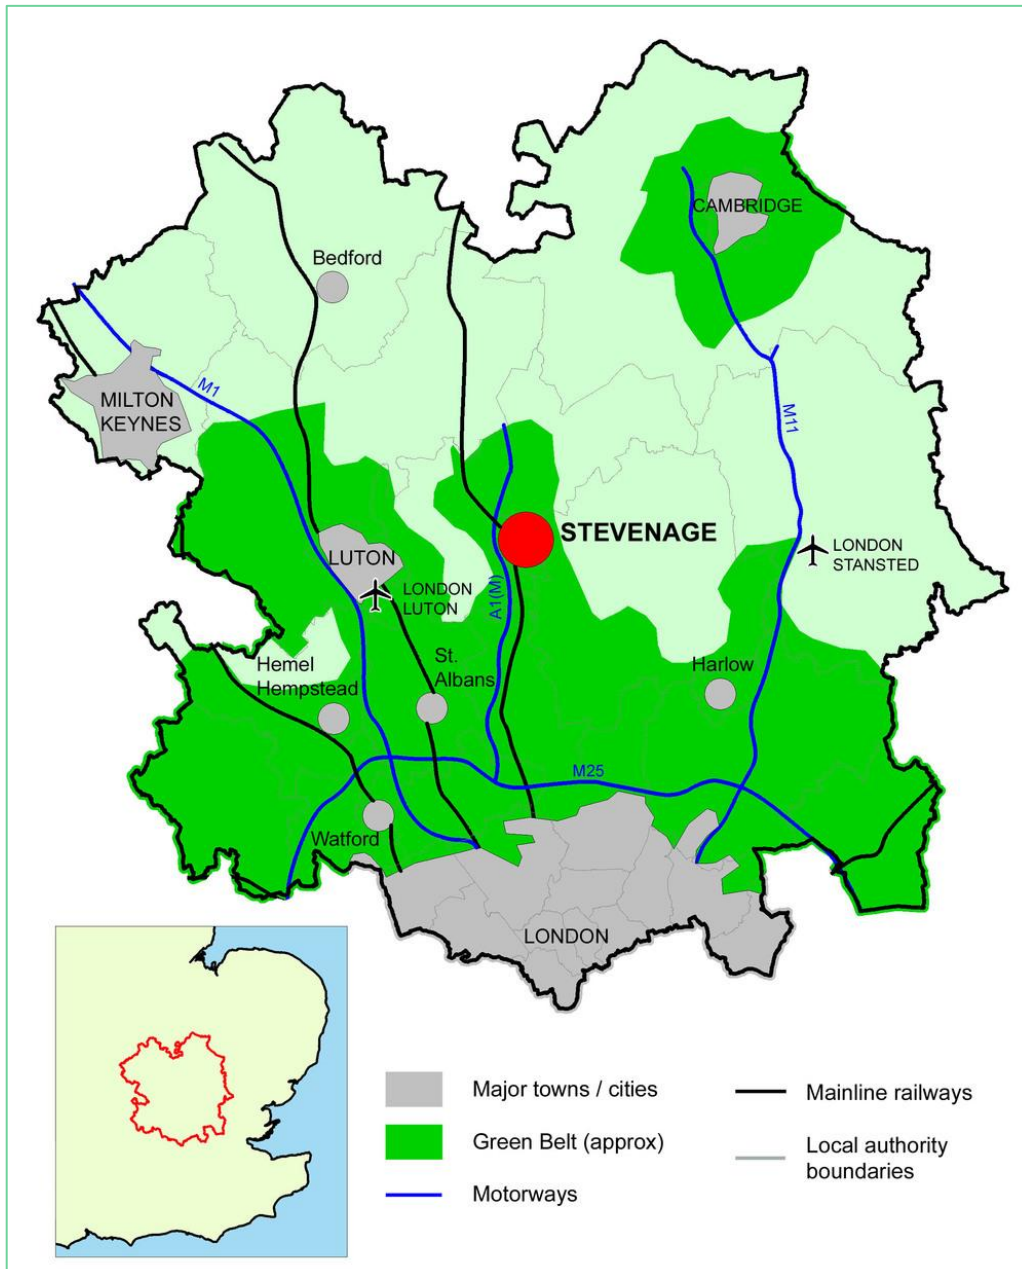 CAMBRIDGE
Bedford
MILTON
KEYNES
M1
M11
STEVENAGE
LUTON
LONDON
LUTON
A1(M)
LONDON
STANSTED
Hemel
Hempstead
St.
Albans
Harlow
M25
Watford
LONDON
Major towns / cities
Green Belt (approx)
Motorways
Mainline railways
Local authority
boundaries